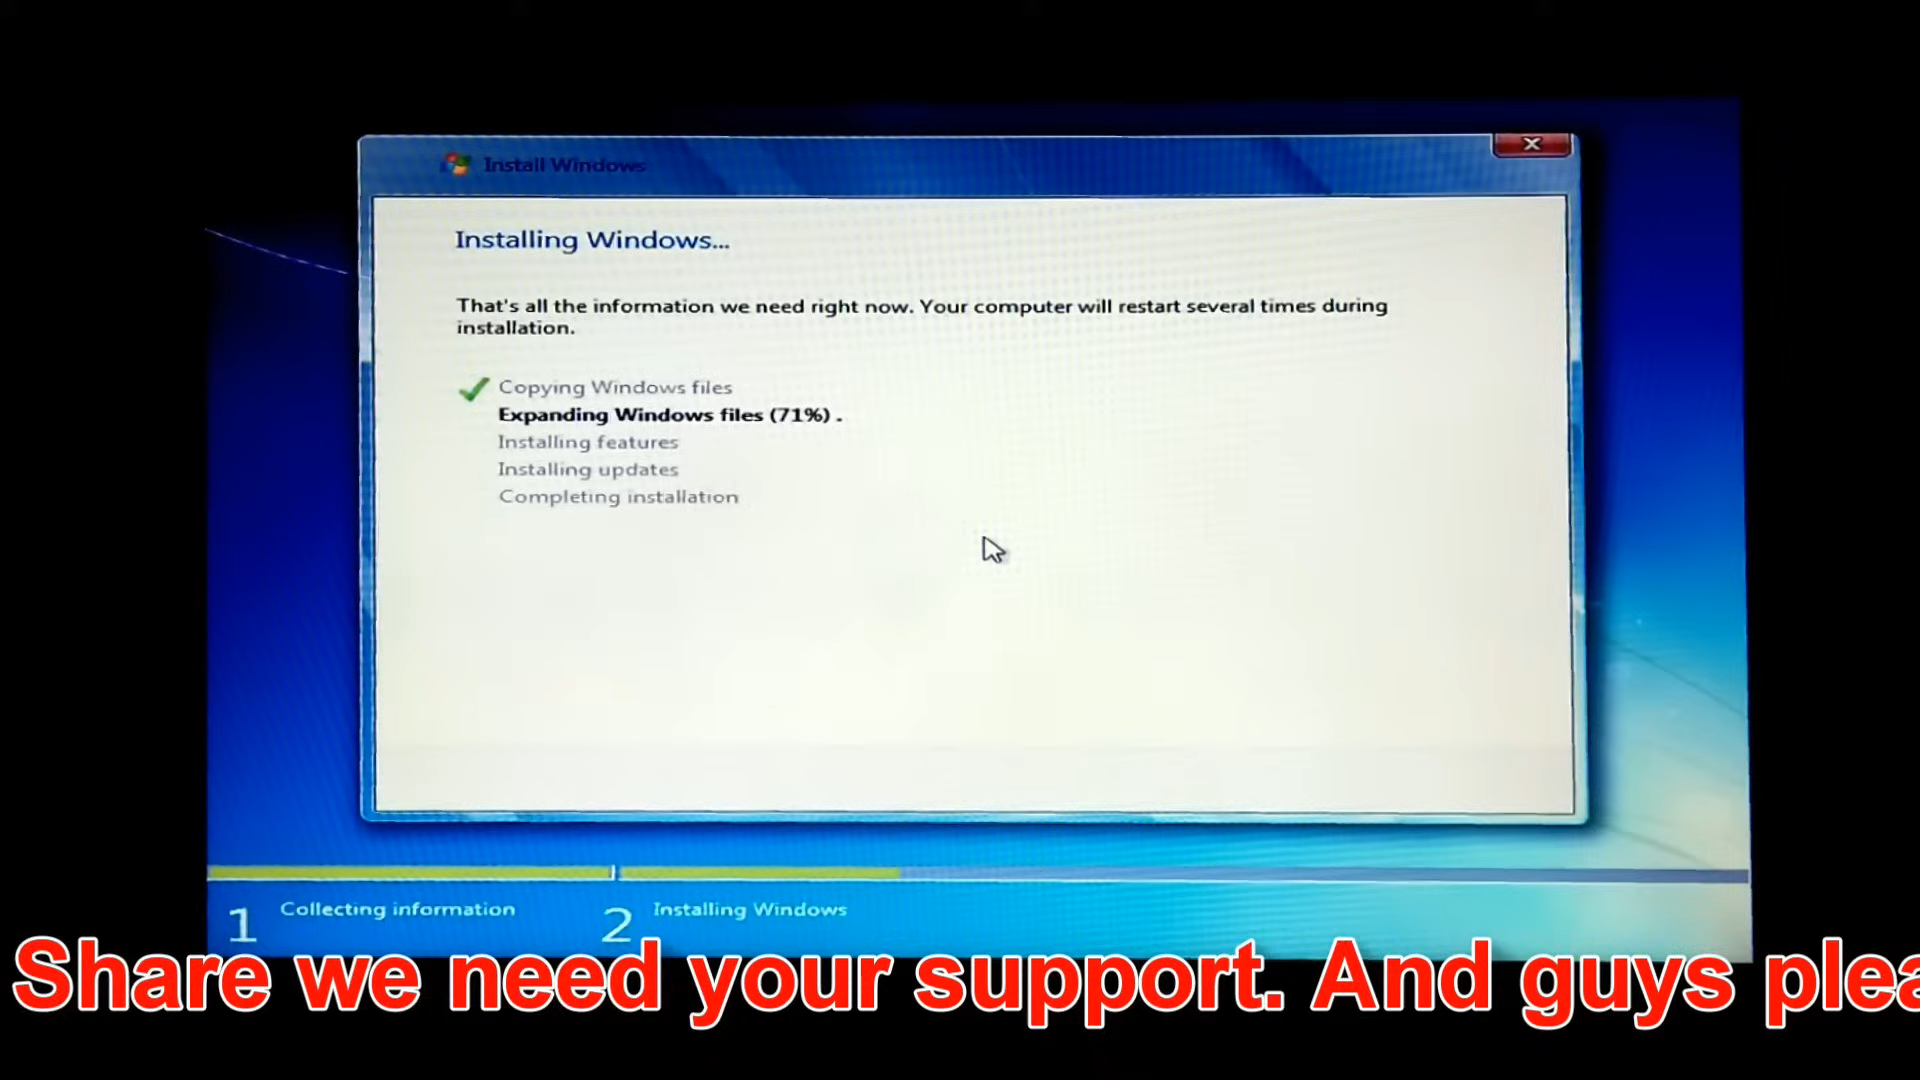 Install Windows
Installing Windows...
That's all the information we need right now. Your computer will restart several times during
installation.
Copying Windows files
Expanding Windows files (71%) .
Installing features
Installing updates
Completing installation
1 Collecting information
2 Installing Windows
Share we need your support. And guys plea